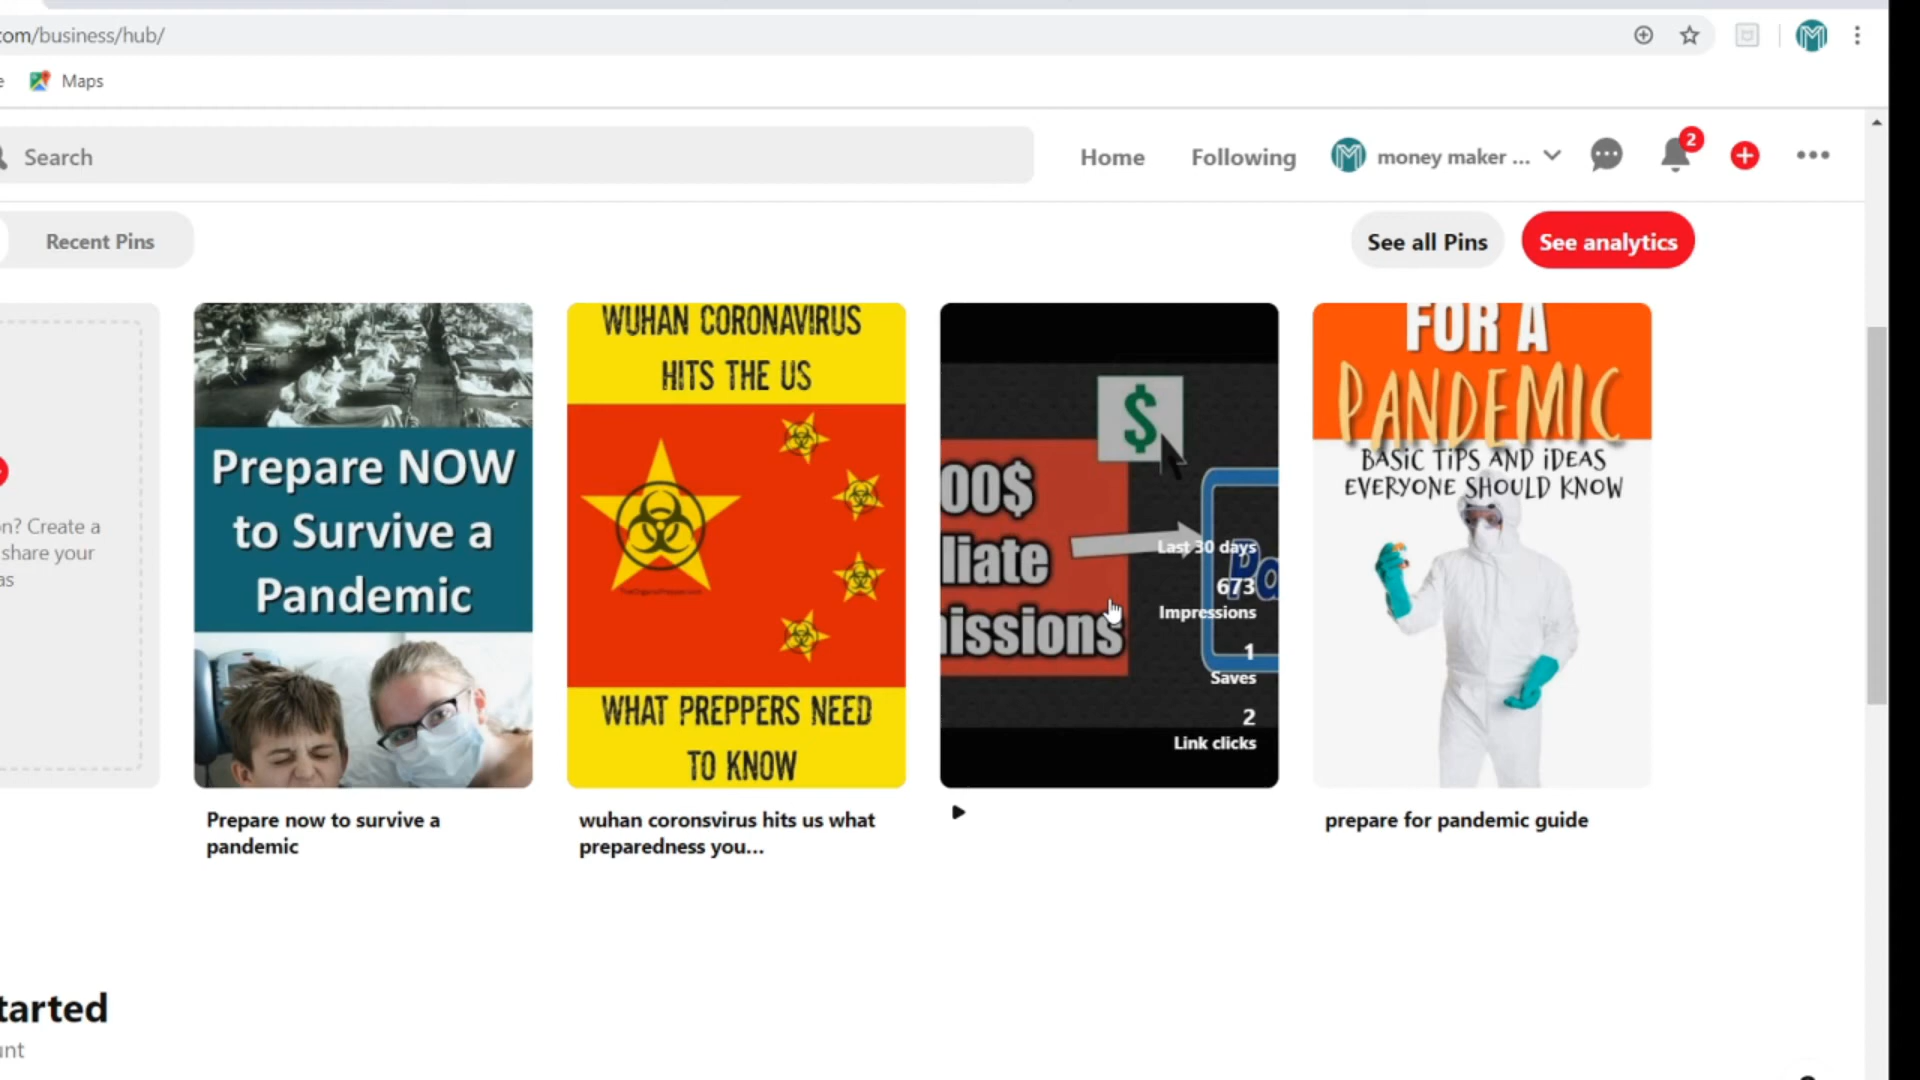 com/business/hub/
e Maps
Search
Home
Following
money maker ...
2
Recent Pins
See all Pins
See analytics
n? Create a
share your
as
Prepare NOW
to Survive a
Pandemic
Prepare now to survive a
pandemic
WUHAN CORONAVIRUS
HITS THE US
WHAT PREPPERS NEED
TO KNOW
wuhan coronsvirus hits us what
preparedness you...
$
00$
liate
issions
Pa
Last 30 days
673
Impressions
1
Saves
2
Link clicks
FOR A
PANDEMIC
BASIC TIPS AND IDEAS
EVERYONE SHOULD KNOW
prepare for pandemic guide
tarted
unt